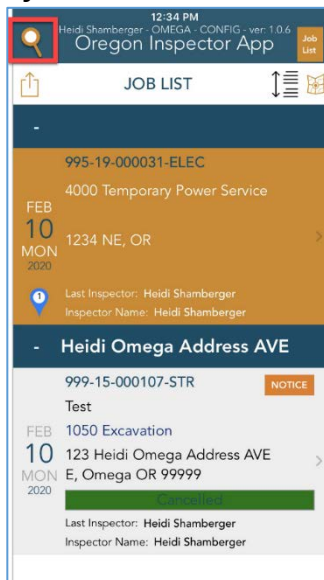 12:34 PM
Heidi Shamberger - OMEGA - CONFIG - ver: 1.0.6
Oregon Inspector App
Job List
JOB LIST
-
995-19-000031-ELEC
4000 Temporary Power Service
FEB
10
MON
2020
1234 NE, OR
1
Last Inspector: Heidi Shamberger
Inspector Name: Heidi Shamberger
- Heidi Omega Address AVE
999-15-000107-STR
NOTICE
Test
FEB
10
MON
2020
1050 Excavation
123 Heidi Omega Address AVE
E, Omega OR 99999
Cancelled
Last Inspector: Heidi Shamberger
Inspector Name: Heidi Shamberger